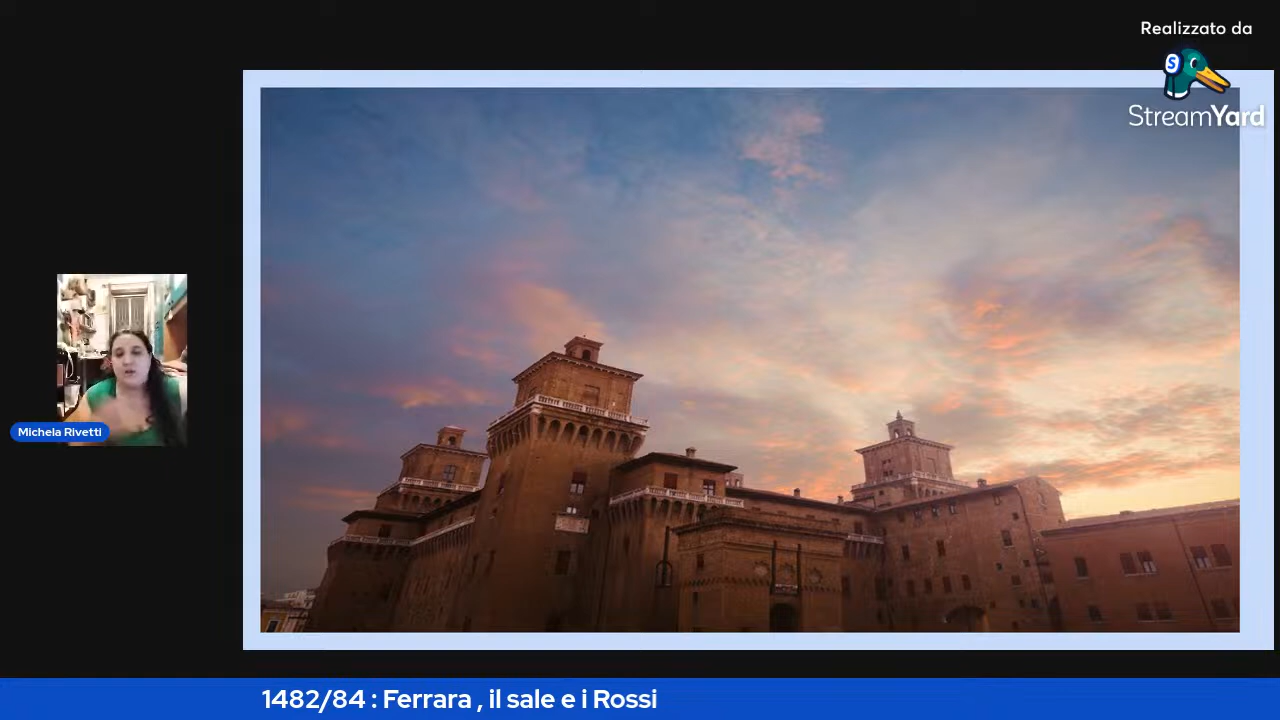 Realizzato da
StreamYard
Michela Rivetti
1482/84 : Ferrara , il sale e i Rossi